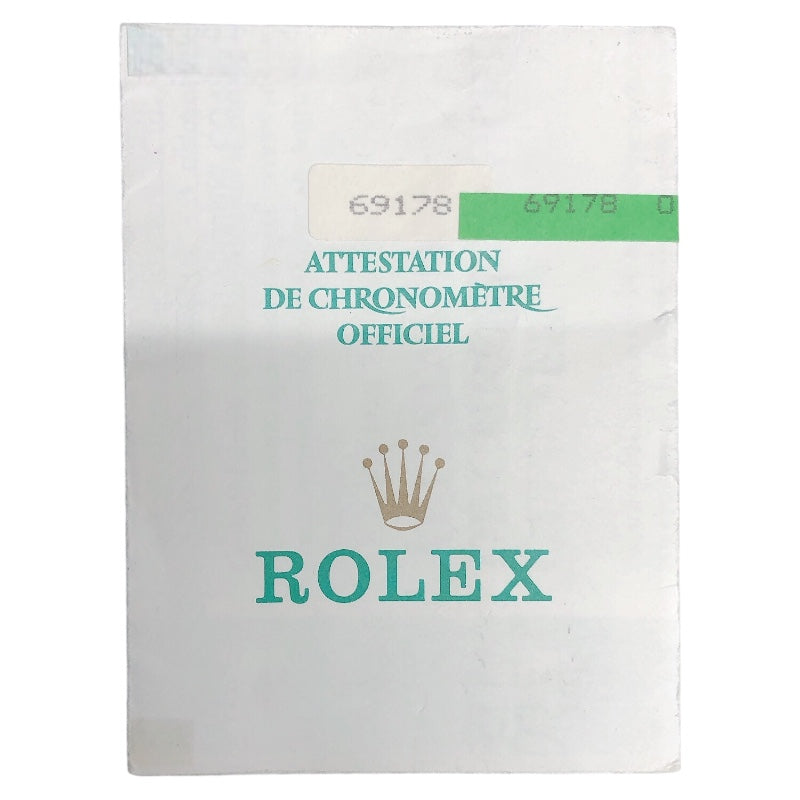 69178 69178 0
ATTESTATION
DE CHRONOMÈTRE
OFFICIEL
ROLEX